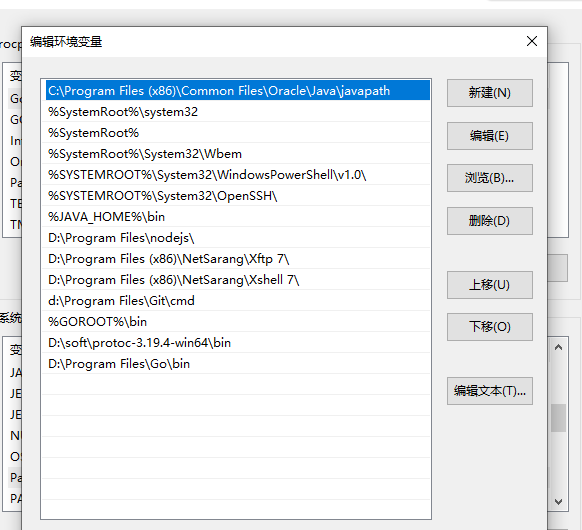 编辑环境变量
rocp
变
Go
GO
In
On
Pa
TE
TM
C:\Program Files (x86)\Common Files\Oracle\Java\javapath
%SystemRoot%\system32
%SystemRoot%
%SystemRoot%\System32\Wbem
%SYSTEMROOT%\System32\WindowsPowerShell\v1.0\
%SYSTEMROOT%\System32\OpenSSH\
%JAVA_HOME%\bin
D:\Program Files\nodejs\
D:\Program Files (x86)\NetSarang\Xftp 7\
D:\Program Files (x86)\NetSarang\Xshell 7\
d:\Program Files\Git\cmd
%GOROOT%\bin
D:\soft\protoc-3.19.4-win64\bin
D:\Program Files\Go\bin
新建(N)
编辑(E)
浏览(B)...
删除(D)
上移(U)
下移(O)
编辑文本(T)...
系统
变
JA
JE
JE
NU
OS
Pa
PA